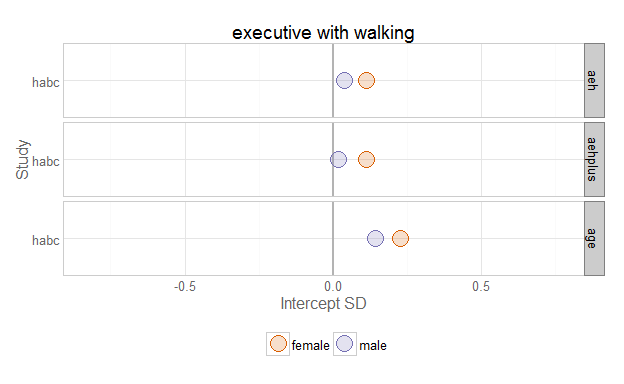 executive with walking
Study
habc
aeh
habc
aehplus
habc
age
-0.5 0.0 0.5
Intercept SD
female male